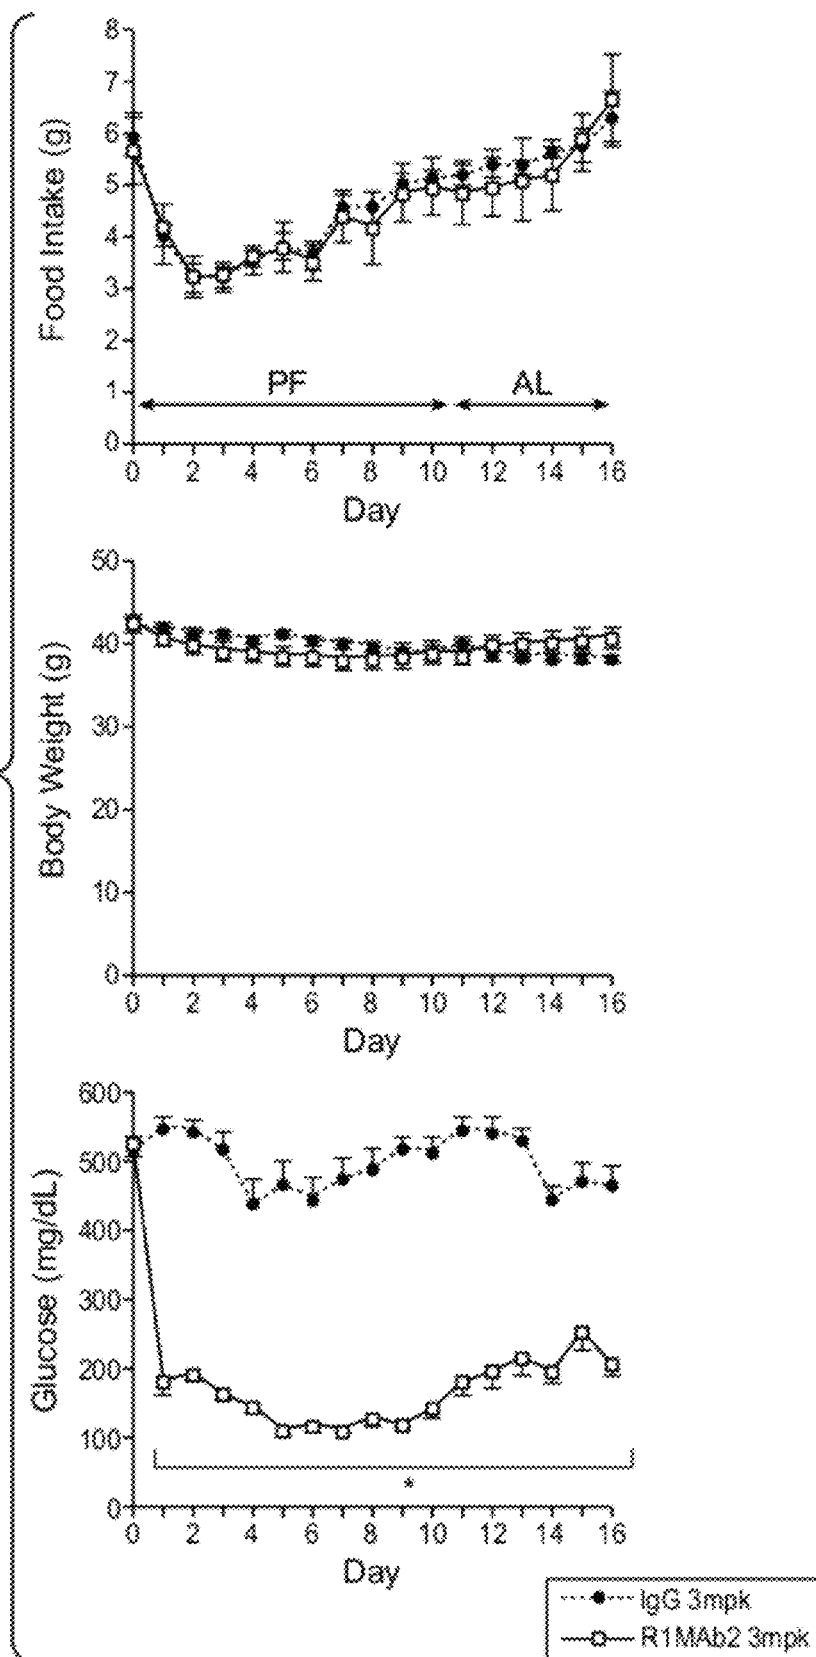 Food Intake (g)
8
7
6
5
4
3
2
1
0
PF
AL
0 2 4 6 8 10 12 14 16
Day
Body Weight (g)
50
40
30
20
10
0
0 2 4 6 8 10 12 14 16
Day
Glucose (mg/dL)
600
500
400
300
200
100
0
*
0 2 4 6 8 10 12 14 16
Day
IgG 3mpk
R1MAb2 3mpk